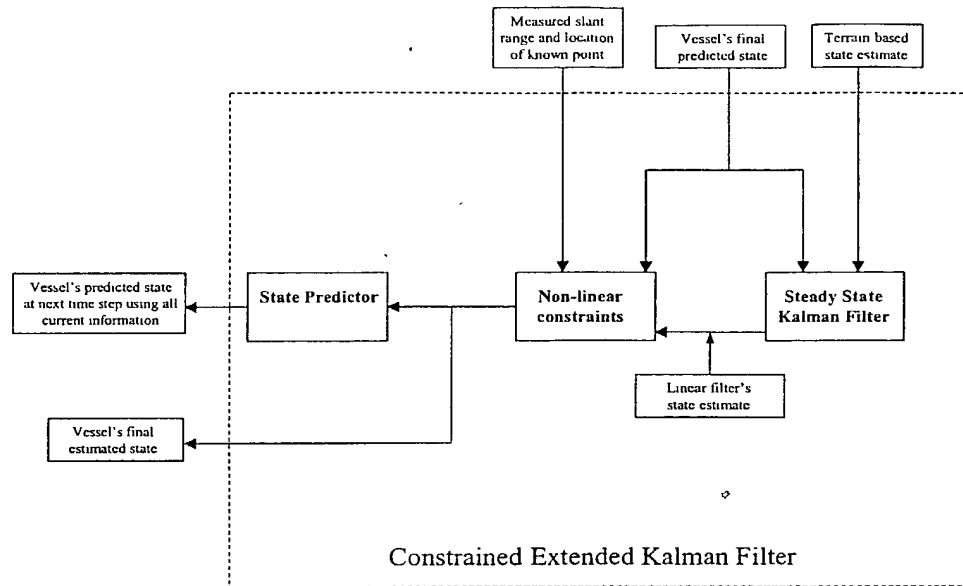 Measured slant
range and location
of known point
Vessel's final
predicted state
Terrain based
state estimate
Vessel's predicted state
at next time step using all
current information
State Predictor
Non-linear
constraints
Steady State
Kalman Filter
Linear filter's
state estimate
Vessel's final
estimated state
Constrained Extended Kalman Filter